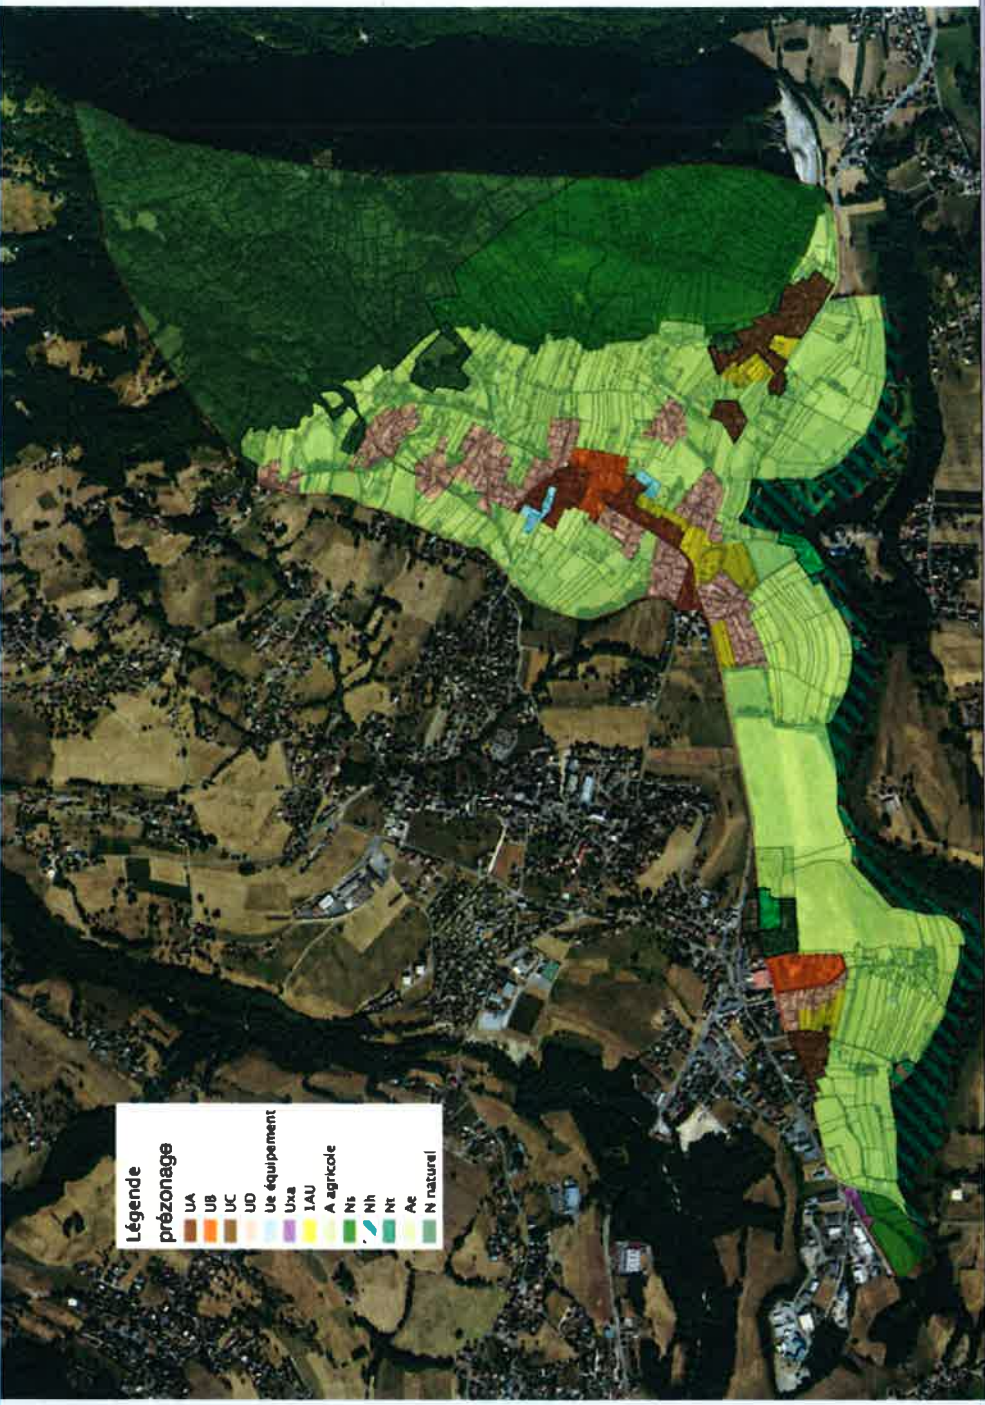 Légende
prézonage
UA
UB
UC
UD
Ue équipement
Uxa
1AU
A agricole
Ns
Nh
Nt
Ae
N naturel